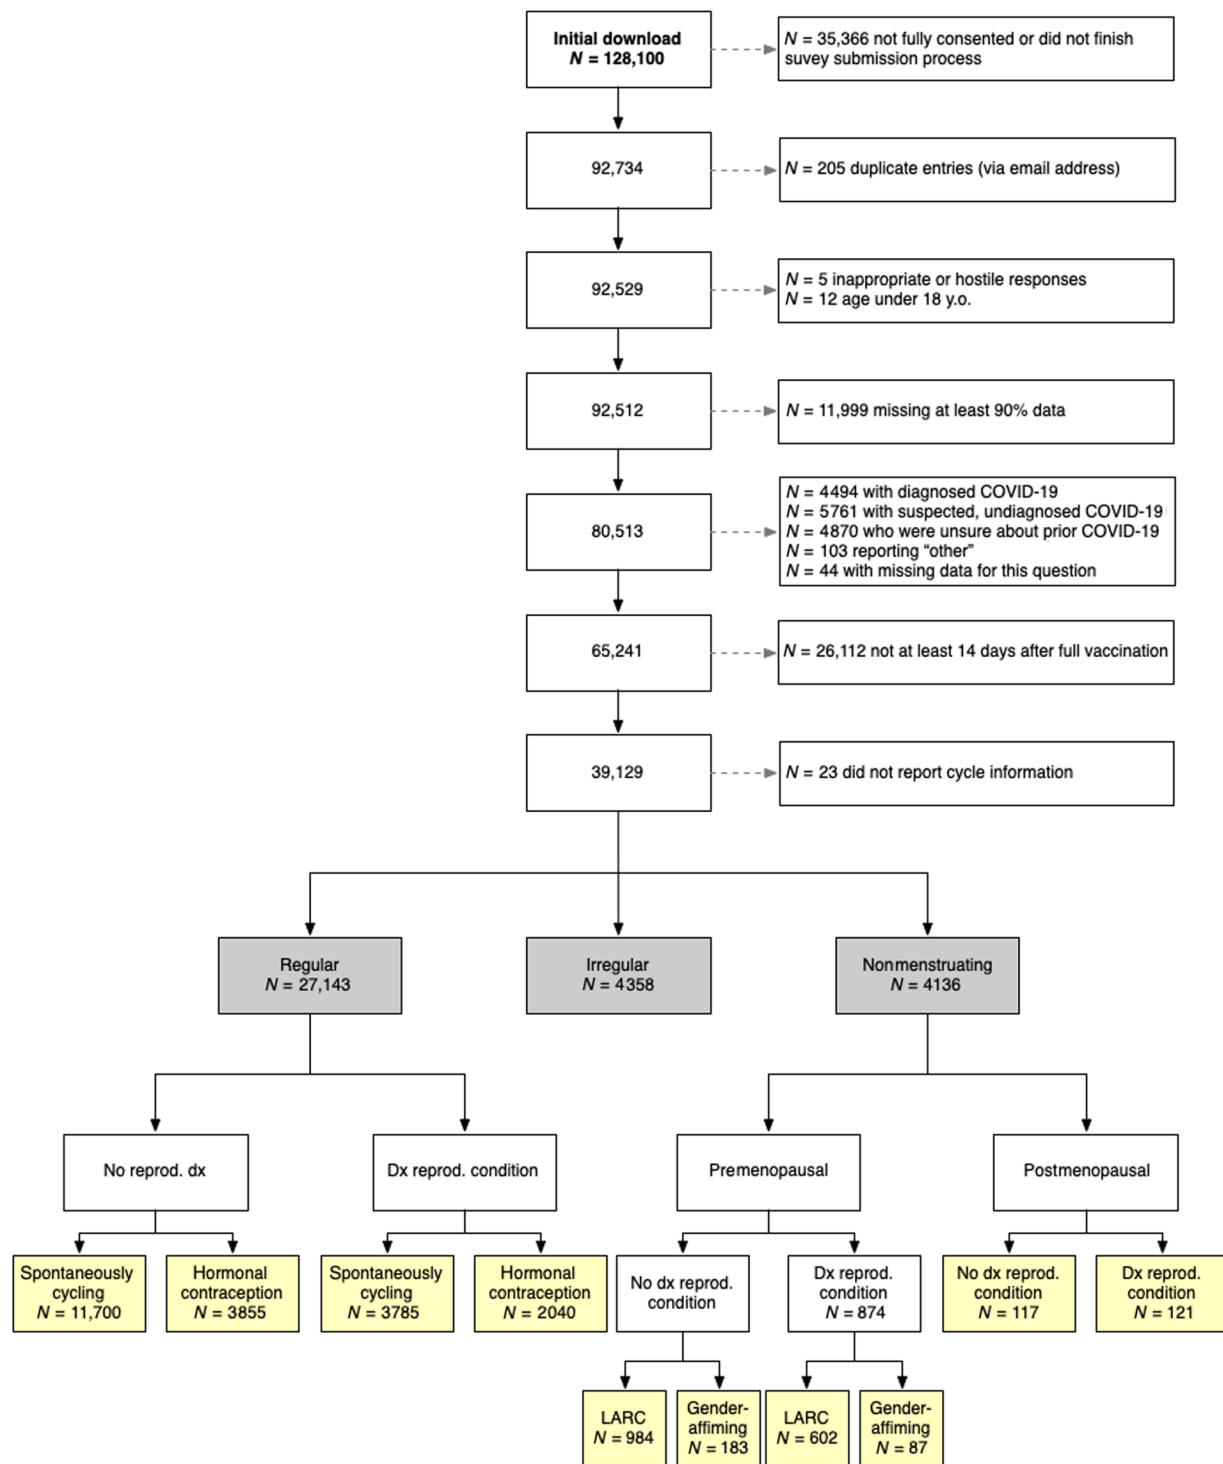 Initial download
N = 128,100
N = 35,366 not fully consented or did not finish
suvey submission process
92,734
N = 205 duplicate entries (via email address)
92,529
N = 5 inappropriate or hostile responses
N = 12 age under 18 y.o.
92,512
N = 11,999 missing at least 90% data
80,513
N = 4494 with diagnosed COVID-19
N = 5761 with suspected, undiagnosed COVID-19
N = 4870 who were unsure about prior COVID-19
N = 103 reporting “other”
N = 44 with missing data for this question
65,241
N = 26,112 not at least 14 days after full vaccination
39,129
N = 23 did not report cycle information
Regular
N = 27,143
Irregular
N = 4358
Nonmenstruating
N = 4136
No reprod. dx
Dx reprod. condition
Premenopausal
Postmenopausal
Spontaneously
cycling
N = 11,700
Hormonal
contraception
N = 3855
Spontaneously
cycling
N = 3785
Hormonal
contraception
N = 2040
No dx reprod.
condition
Dx reprod.
condition
N = 874
No dx reprod.
condition
N = 117
Dx reprod.
condition
N = 121
LARC
N = 984
Gender-
affiming
N = 183
LARC
N = 602
Gender-
affiming
N = 87